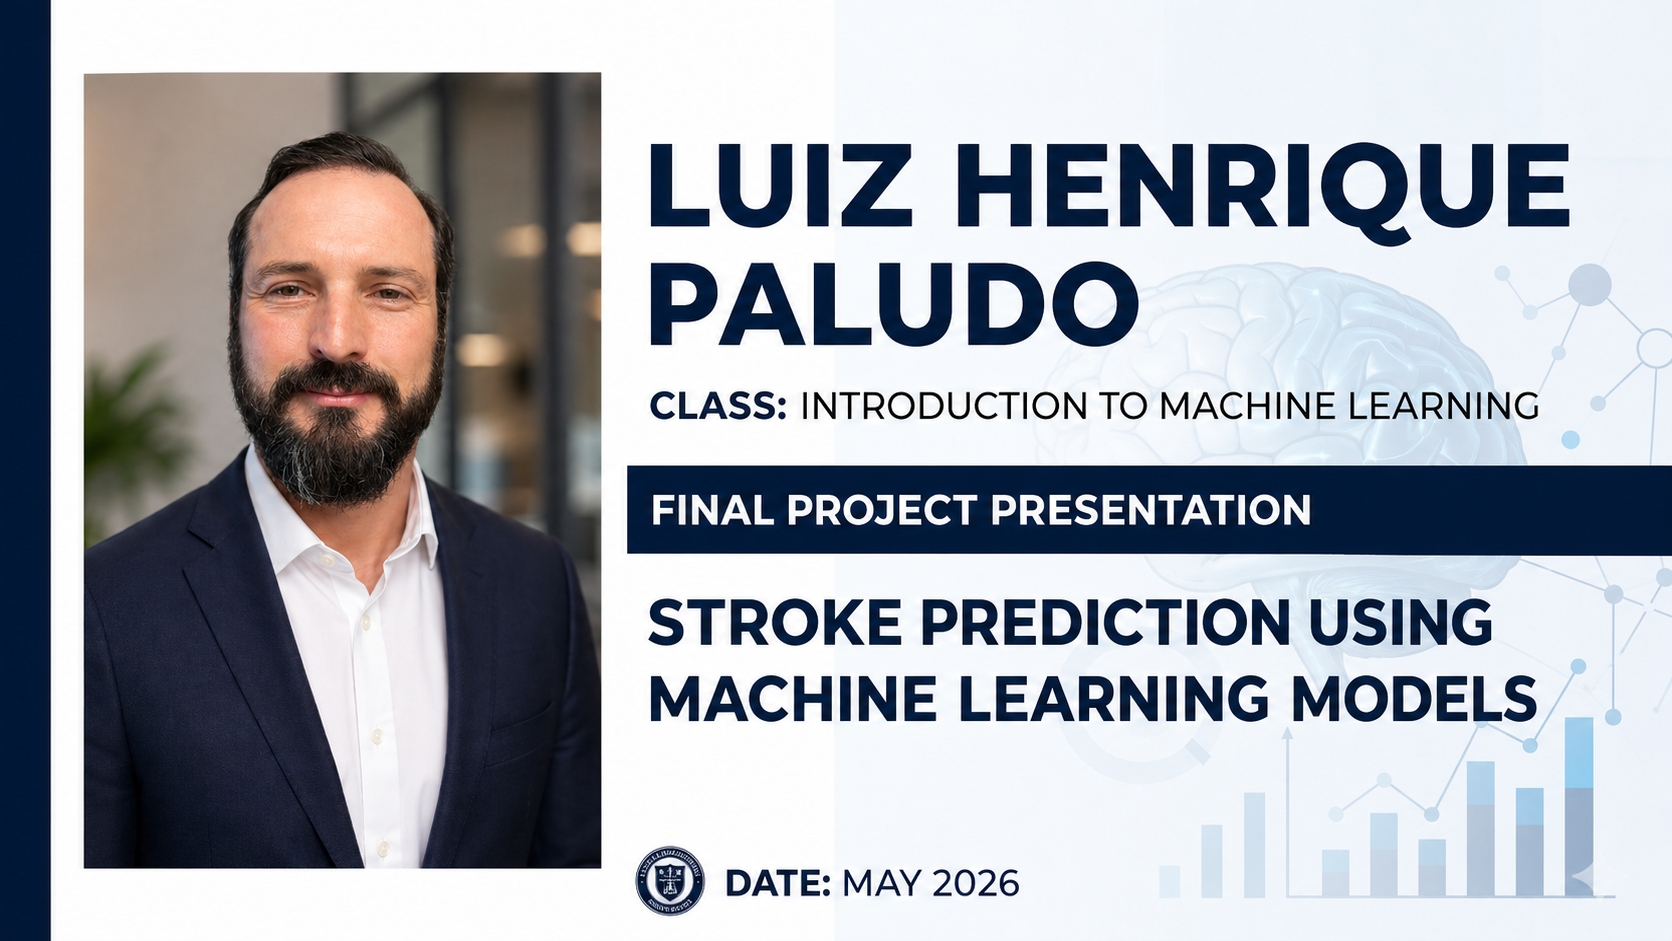 LUIZ HENRIQUE
PALUDO
CLASS: INTRODUCTION TO MACHINE LEARNING
FINAL PROJECT PRESENTATION
STROKE PREDICTION USING
MACHINE LEARNING MODELS
DATE: MAY 2026